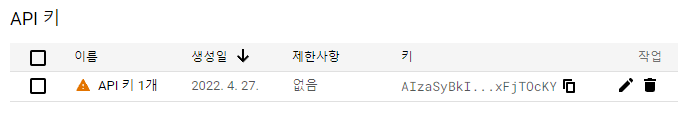 API 키
이름 생성일 제한사항 키 작업
API 키 1개 2022. 4. 27. 없음 AIzaSyBkI...xFjTOcKY